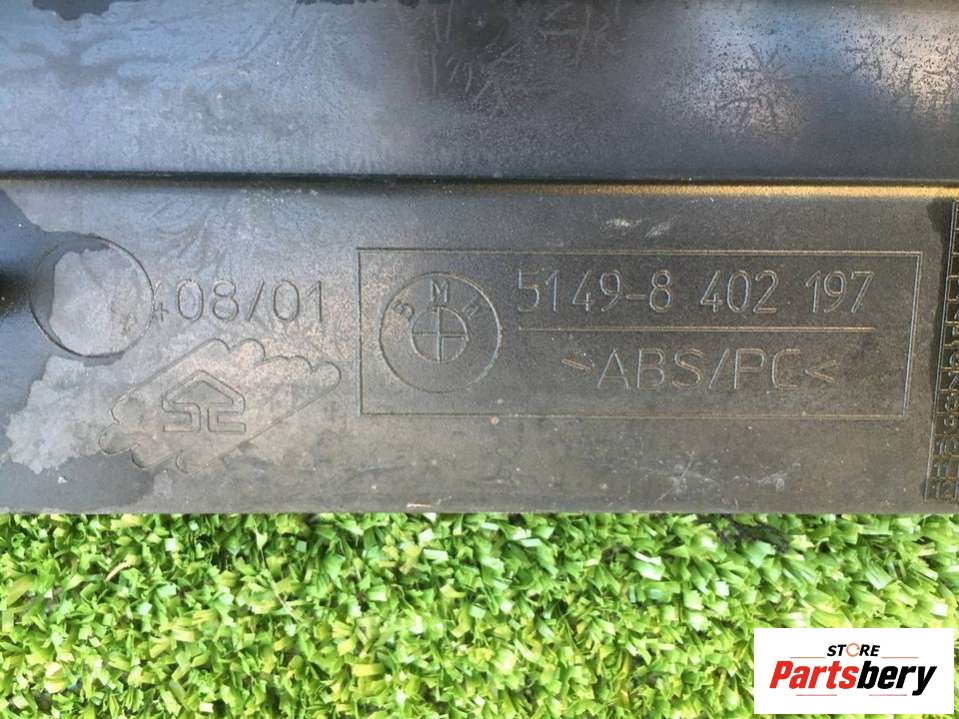 08/01
BMW
5149-8 402 197
>ABS/PC<
STORE
Partsbery